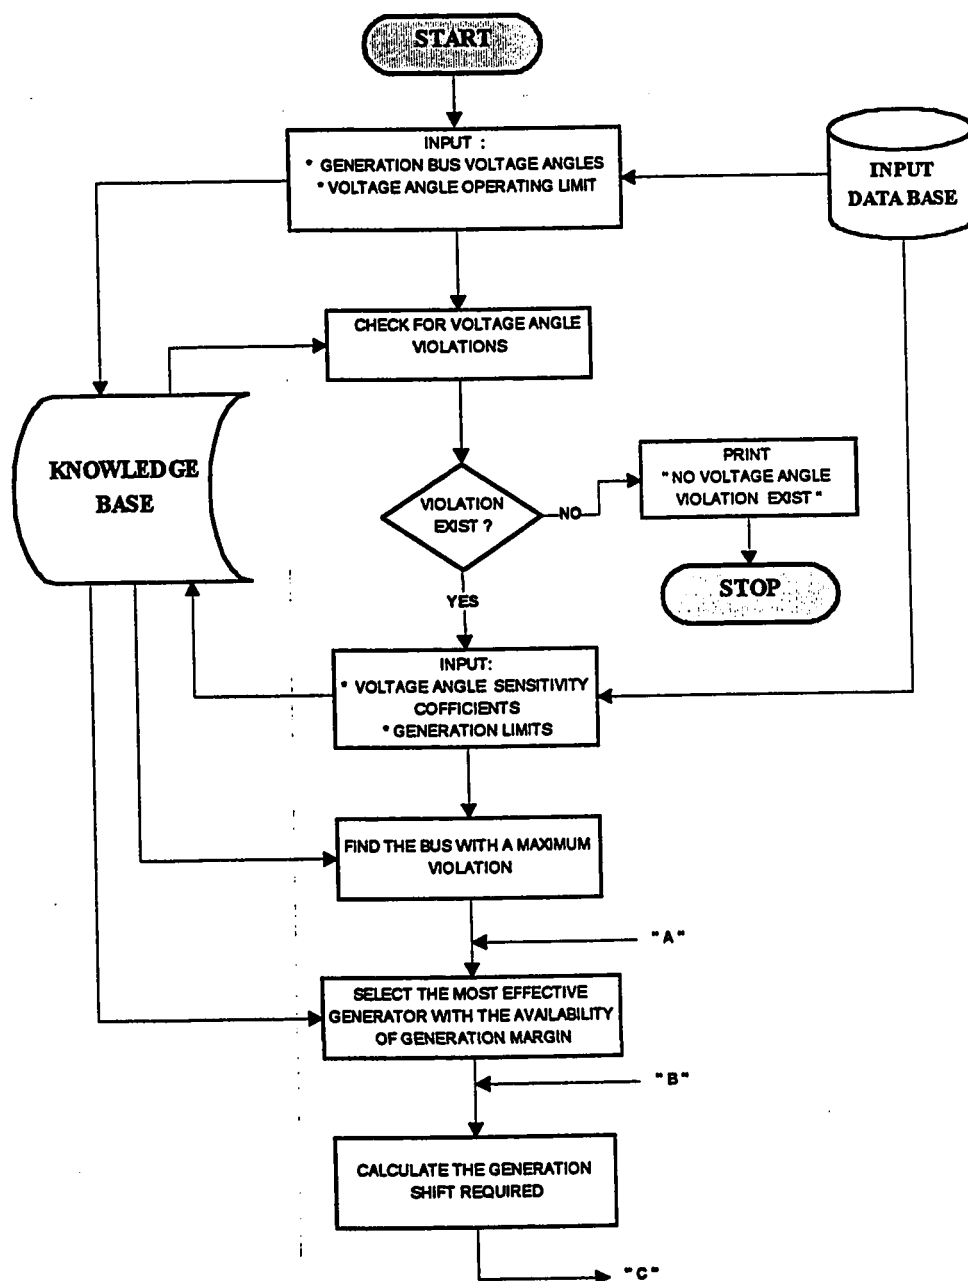 START
INPUT :
* GENERATION BUS VOLTAGE ANGLES
* VOLTAGE ANGLE OPERATING LIMIT
INPUT
DATA BASE
CHECK FOR VOLTAGE ANGLE
VIOLATIONS
KNOWLEDGE
BASE
VIOLATION
EXIST ?
NO
PRINT
" NO VOLTAGE ANGLE
VIOLATION EXIST "
STOP
YES
INPUT:
* VOLTAGE ANGLE SENSITIVITY
COFFICIENTS
* GENERATION LIMITS
FIND THE BUS WITH A MAXIMUM
VIOLATION
"A"
SELECT THE MOST EFFECTIVE
GENERATOR WITH THE AVAILABILITY
OF GENERATION MARGIN
"B"
CALCULATE THE GENERATION
SHIFT REQUIRED
"C"